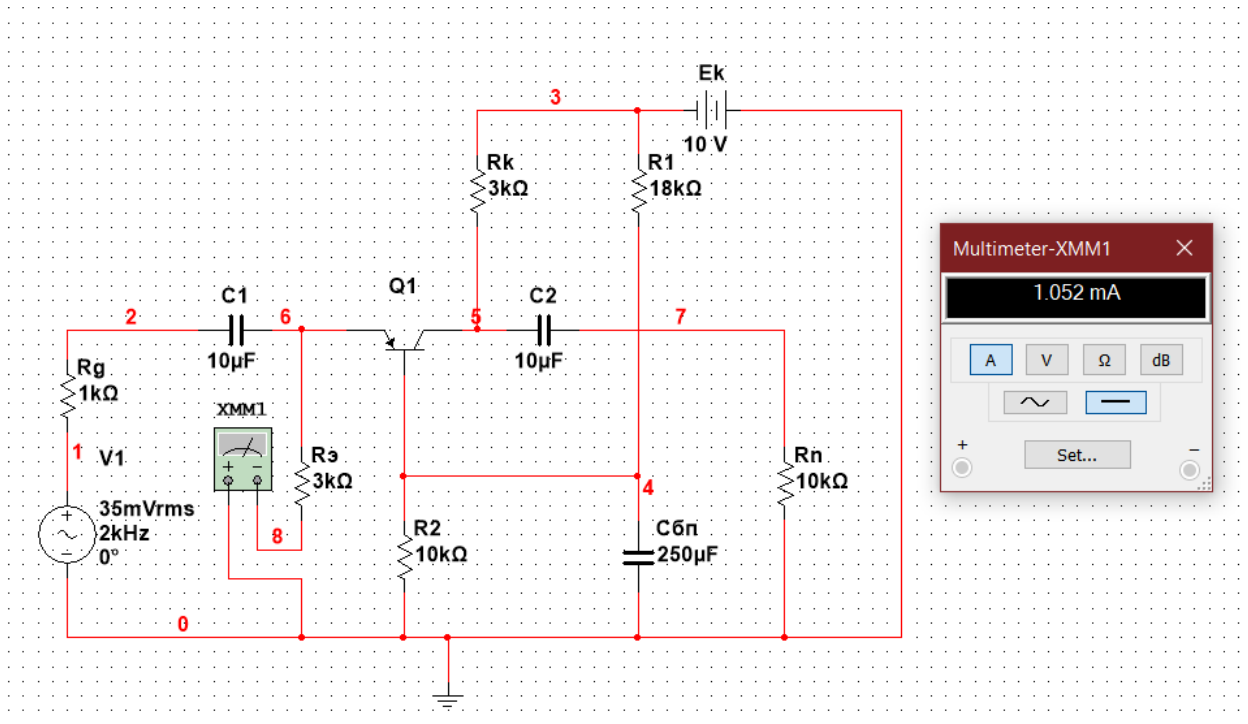 Ek
3
10 V
Rk
3kΩ
R1
18kΩ
Multimeter-XMM1
1.052 mA
A
V
Ω
dB
+
Set...
−
Q1
C1
C2
2
6
5
7
10µF
10µF
Rg
1kΩ
XMM1
+ −
1
V1
Rэ
3kΩ
Rn
10kΩ
4
35mVrms
2kHz
0°
+
−
8
R2
10kΩ
Cбп
250µF
0